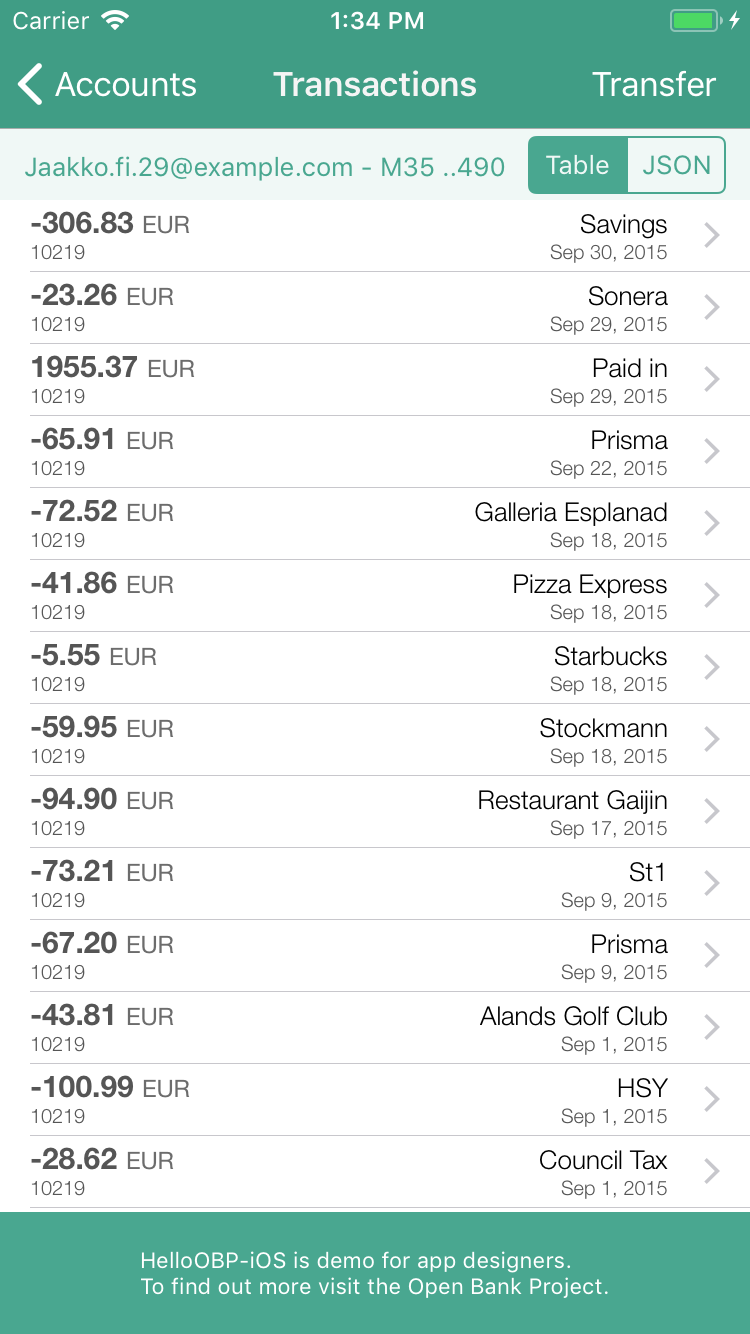 Carrier 1:34 PM
Accounts Transactions Transfer
Jaakko.fi.29@example.com - M35 ..490 Table JSON
-306.83 EUR Savings
10219 Sep 30, 2015
-23.26 EUR Sonera
10219 Sep 29, 2015
1955.37 EUR Paid in
10219 Sep 29, 2015
-65.91 EUR Prisma
10219 Sep 22, 2015
-72.52 EUR Galleria Esplanad
10219 Sep 18, 2015
-41.86 EUR Pizza Express
10219 Sep 18, 2015
-5.55 EUR Starbucks
10219 Sep 18, 2015
-59.95 EUR Stockmann
10219 Sep 18, 2015
-94.90 EUR Restaurant Gaijin
10219 Sep 17, 2015
-73.21 EUR St1
10219 Sep 9, 2015
-67.20 EUR Prisma
10219 Sep 9, 2015
-43.81 EUR Alands Golf Club
10219 Sep 1, 2015
-100.99 EUR HSY
10219 Sep 1, 2015
-28.62 EUR Council Tax
10219 Sep 1, 2015
HelloOBP-iOS is demo for app designers.
To find out more visit the Open Bank Project.